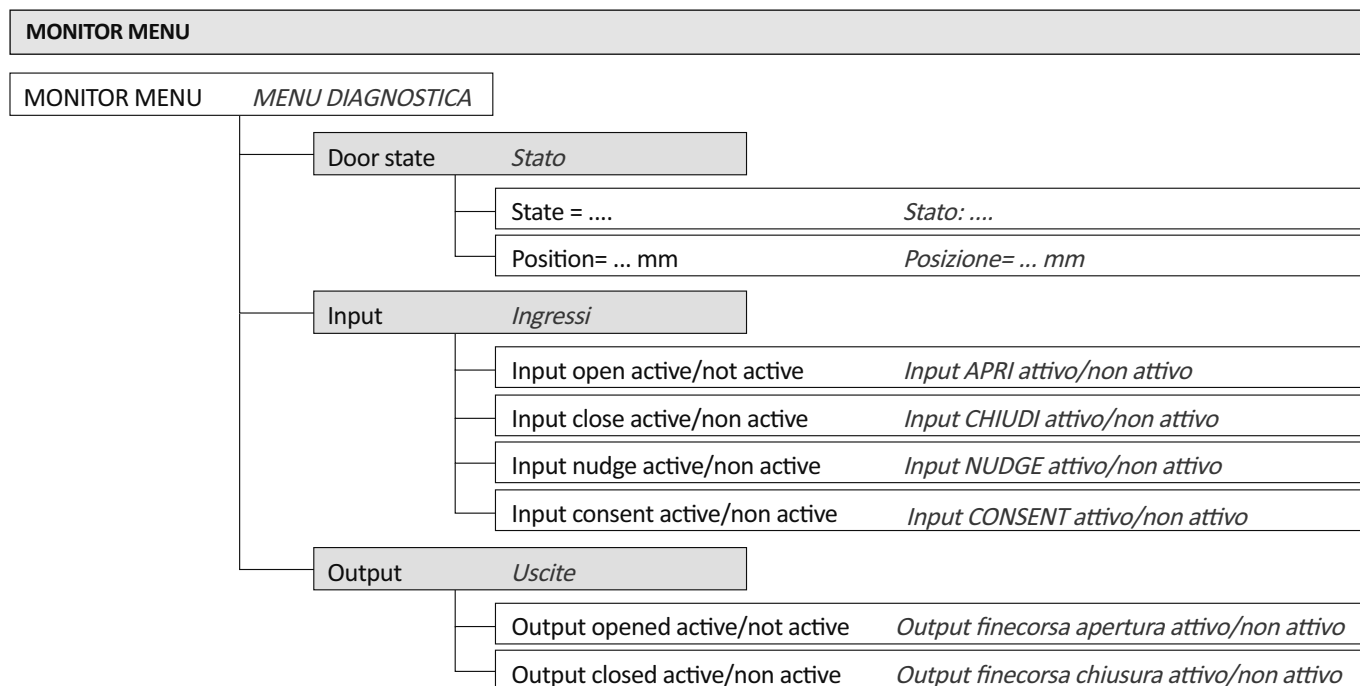 MONITOR MENU
MONITOR MENU MENU DIAGNOSTICA
Door state Stato
State = .... Stato: ....
Position= ... mm Posizione= ... mm
Input Ingressi
Input open active/not active Input APRI attivo/non attivo
Input close active/non active Input CHIUDI attivo/non attivo
Input nudge active/non active Input NUDGE attivo/non attivo
Input consent active/non active Input CONSENT attivo/non attivo
Output Uscite
Output opened active/not active Output finecorsa apertura attivo/non attivo
Output closed active/non active Output finecorsa chiusura attivo/non attivo